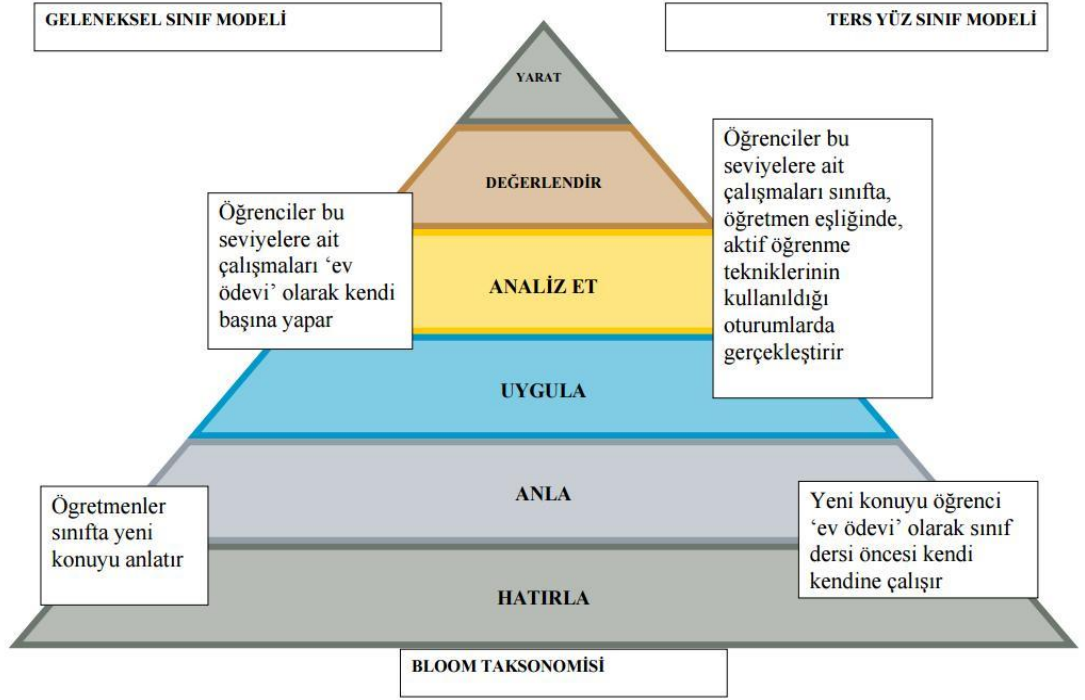 GELENEKSEL SINIF MODELİ
TERS YÜZ SINIF MODELİ
YARAT
DEĞERLENDİR
ANALİZ ET
UYGULA
ANLA
HATIRLA
Öğrenciler bu
seviyelere ait
çalışmaları ‘ev
ödevi’ olarak kendi
başına yapar
Öğrenciler bu
seviyelere ait
çalışmaları sınıfta,
öğretmen eşliğinde,
aktif öğrenme
tekniklerinin
kullanıldığı
oturumlarda
gerçekleştirir
Ögretmenler
sınıfta yeni
konuyu anlatır
Yeni konuyu öğrenci
‘ev ödevi’ olarak sınıf
dersi öncesi kendi
kendine çalışır
BLOOM TAKSONOMİSİ